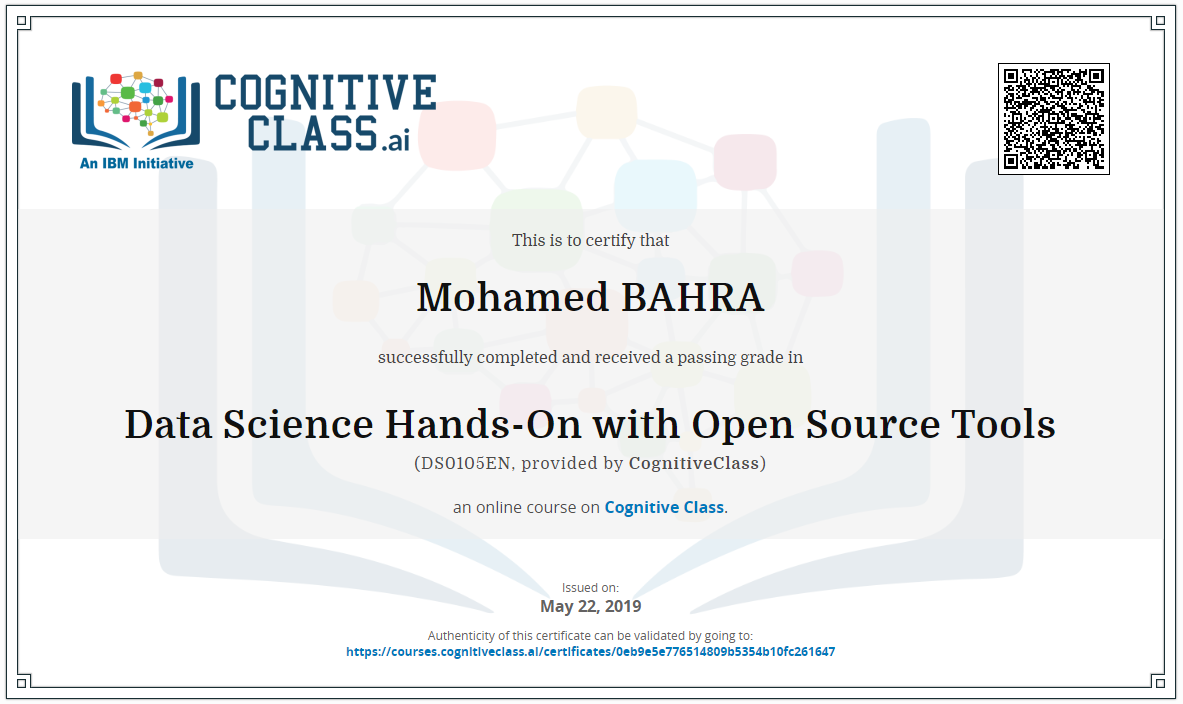 COGNITIVE
CLASS.ai
An IBM Initiative
This is to certify that
Mohamed BAHRA
successfully completed and received a passing grade in
Data Science Hands-On with Open Source Tools
(DS0105EN, provided by CognitiveClass)
an online course on Cognitive Class.
Issued on:
May 22, 2019
Authenticity of this certificate can be validated by going to:
https://courses.cognitiveclass.ai/certificates/0eb9e5e776514809b5354b10fc261647